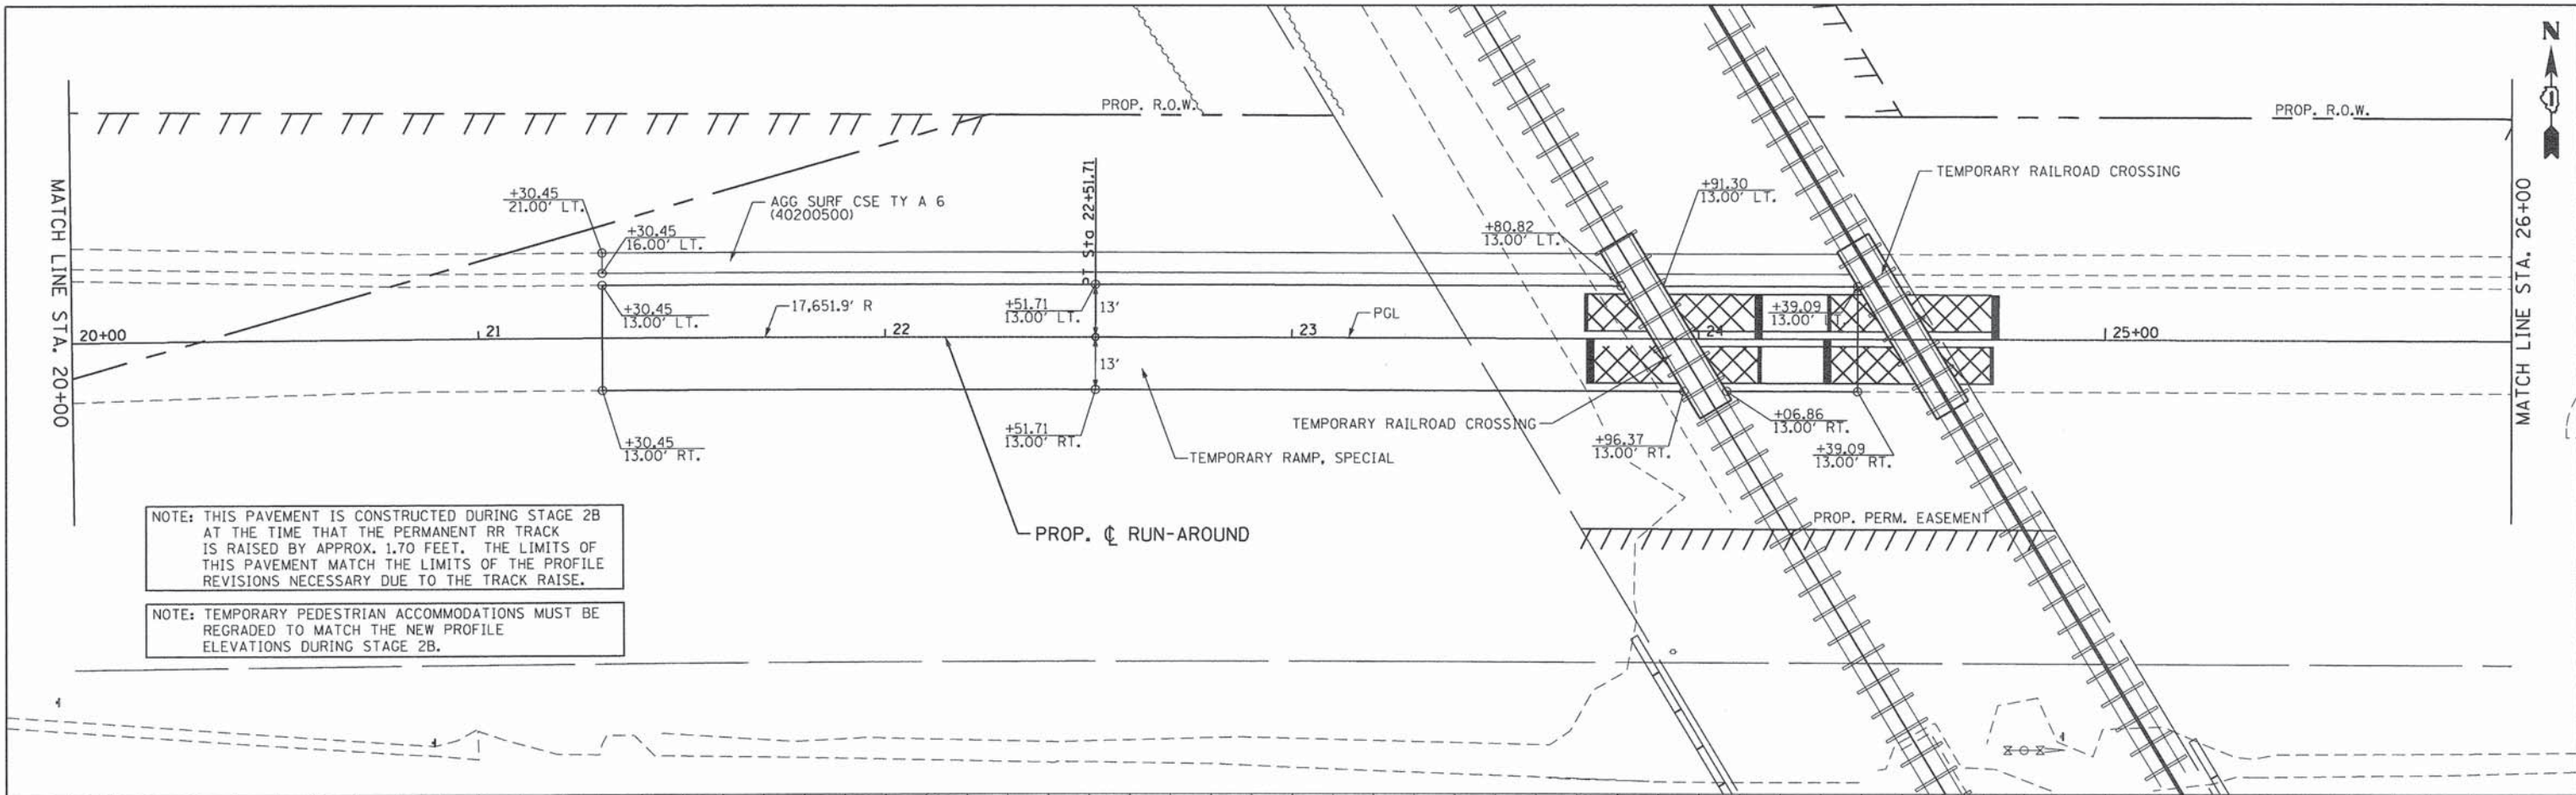 N
PROP. R.O.W.
PROP. R.O.W.
MATCH LINE STA. 20+00
MATCH LINE STA. 26+00
PT Sta 22+51.71
TEMPORARY RAILROAD CROSSING
+30.45
21.00' LT.
AGG SURF CSE TY A 6
(40200500)
+91.30
13.00' LT.
+30.45
16.00' LT.
+80.82
13.00' LT.
+30.45
13.00' LT.
17,651.9' R
+51.71
13.00' LT.
13'
PGL
+39.09
13.00' LT.
20+00
21
22
23
24
25+00
13'
+30.45
13.00' RT.
+51.71
13.00' RT.
TEMPORARY RAILROAD CROSSING
+06.86
13.00' RT.
+96.37
13.00' RT.
+39.09
13.00' RT.
TEMPORARY RAMP, SPECIAL
PROP. ℄ RUN-AROUND
PROP. PERM. EASEMENT
NOTE: THIS PAVEMENT IS CONSTRUCTED DURING STAGE 2B
AT THE TIME THAT THE PERMANENT RR TRACK
IS RAISED BY APPROX. 1.70 FEET. THE LIMITS OF
THIS PAVEMENT MATCH THE LIMITS OF THE PROFILE
REVISIONS NECESSARY DUE TO THE TRACK RAISE.
NOTE: TEMPORARY PEDESTRIAN ACCOMMODATIONS MUST BE
REGRADED TO MATCH THE NEW PROFILE
ELEVATIONS DURING STAGE 2B.